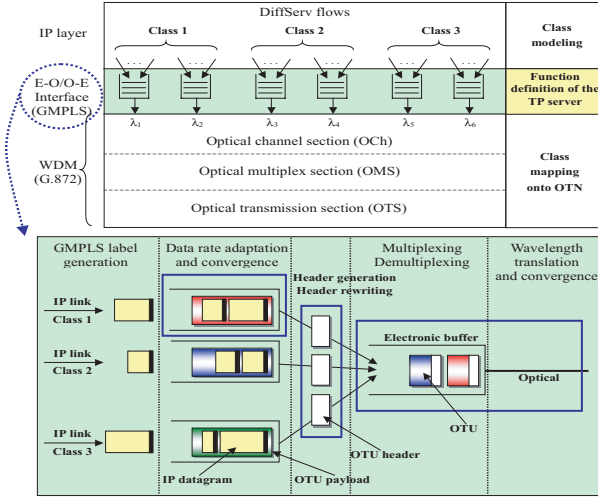 DiffServ flows
IP layer
Class 1
Class 2
Class 3
Class
modeling
. . .
. . .
. . .
. . .
. . .
. . .
E-O/O-E
Interface
(GMPLS)
Function
definition of the
TP server
λ1
λ2
λ3
λ4
λ5
λ6
WDM
(G.872)
Optical channel section (OCh)
Optical multiplex section (OMS)
Optical transmission section (OTS)
Class
mapping
onto OTN
GMPLS label
generation
Data rate adaptation
and convergence
Header generation
Header rewriting
Multiplexing
Demultiplexing
Wavelength
translation
and convergence
IP link
Class 1
IP link
Class 2
IP link
Class 3
Electronic buffer
Optical
OTU
OTU header
OTU payload
IP datagram